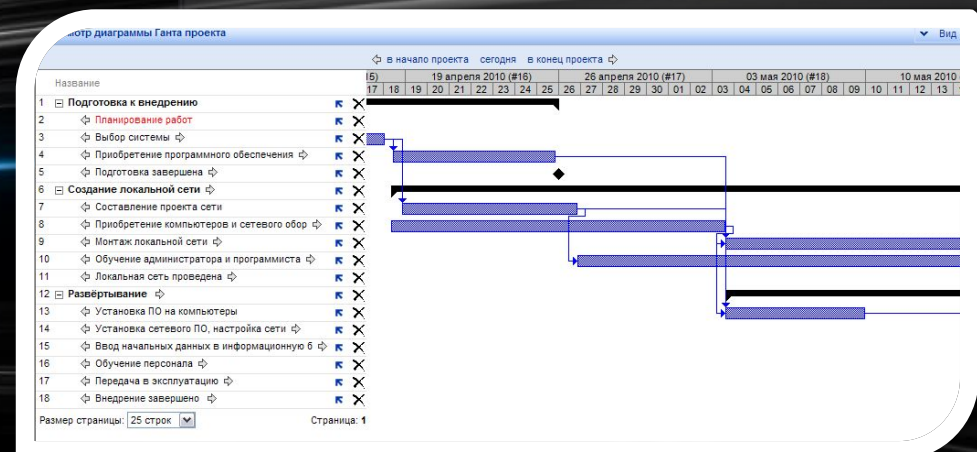 диаграммы Ганта проекта Вид
в начало проекта сегодня в конец проекта
Название
19 апреля 2010 (#16) 26 апреля 2010 (#17) 03 мая 2010 (#18) 10 мая 2010
17 18 19 20 21 22 23 24 25 26 27 28 29 30 01 02 03 04 05 06 07 08 09 10 11 12 13
1 Подготовка к внедрению
2 Планирование работ
3 Выбор системы
4 Приобретение программного обеспечения
5 Подготовка завершена
6 Создание локальной сети
7 Составление проекта сети
8 Приобретение компьютеров и сетевого обор
9 Монтаж локальной сети
10 Обучение администратора и программиста
11 Локальная сеть проведена
12 Развёртывание
13 Установка ПО на компьютеры
14 Установка сетевого ПО, настройка сети
15 Ввод начальных данных в информационную б
16 Обучение персонала
17 Передача в эксплуатацию
18 Внедрение завершено
Размер страницы: 25 строк Страница: 1